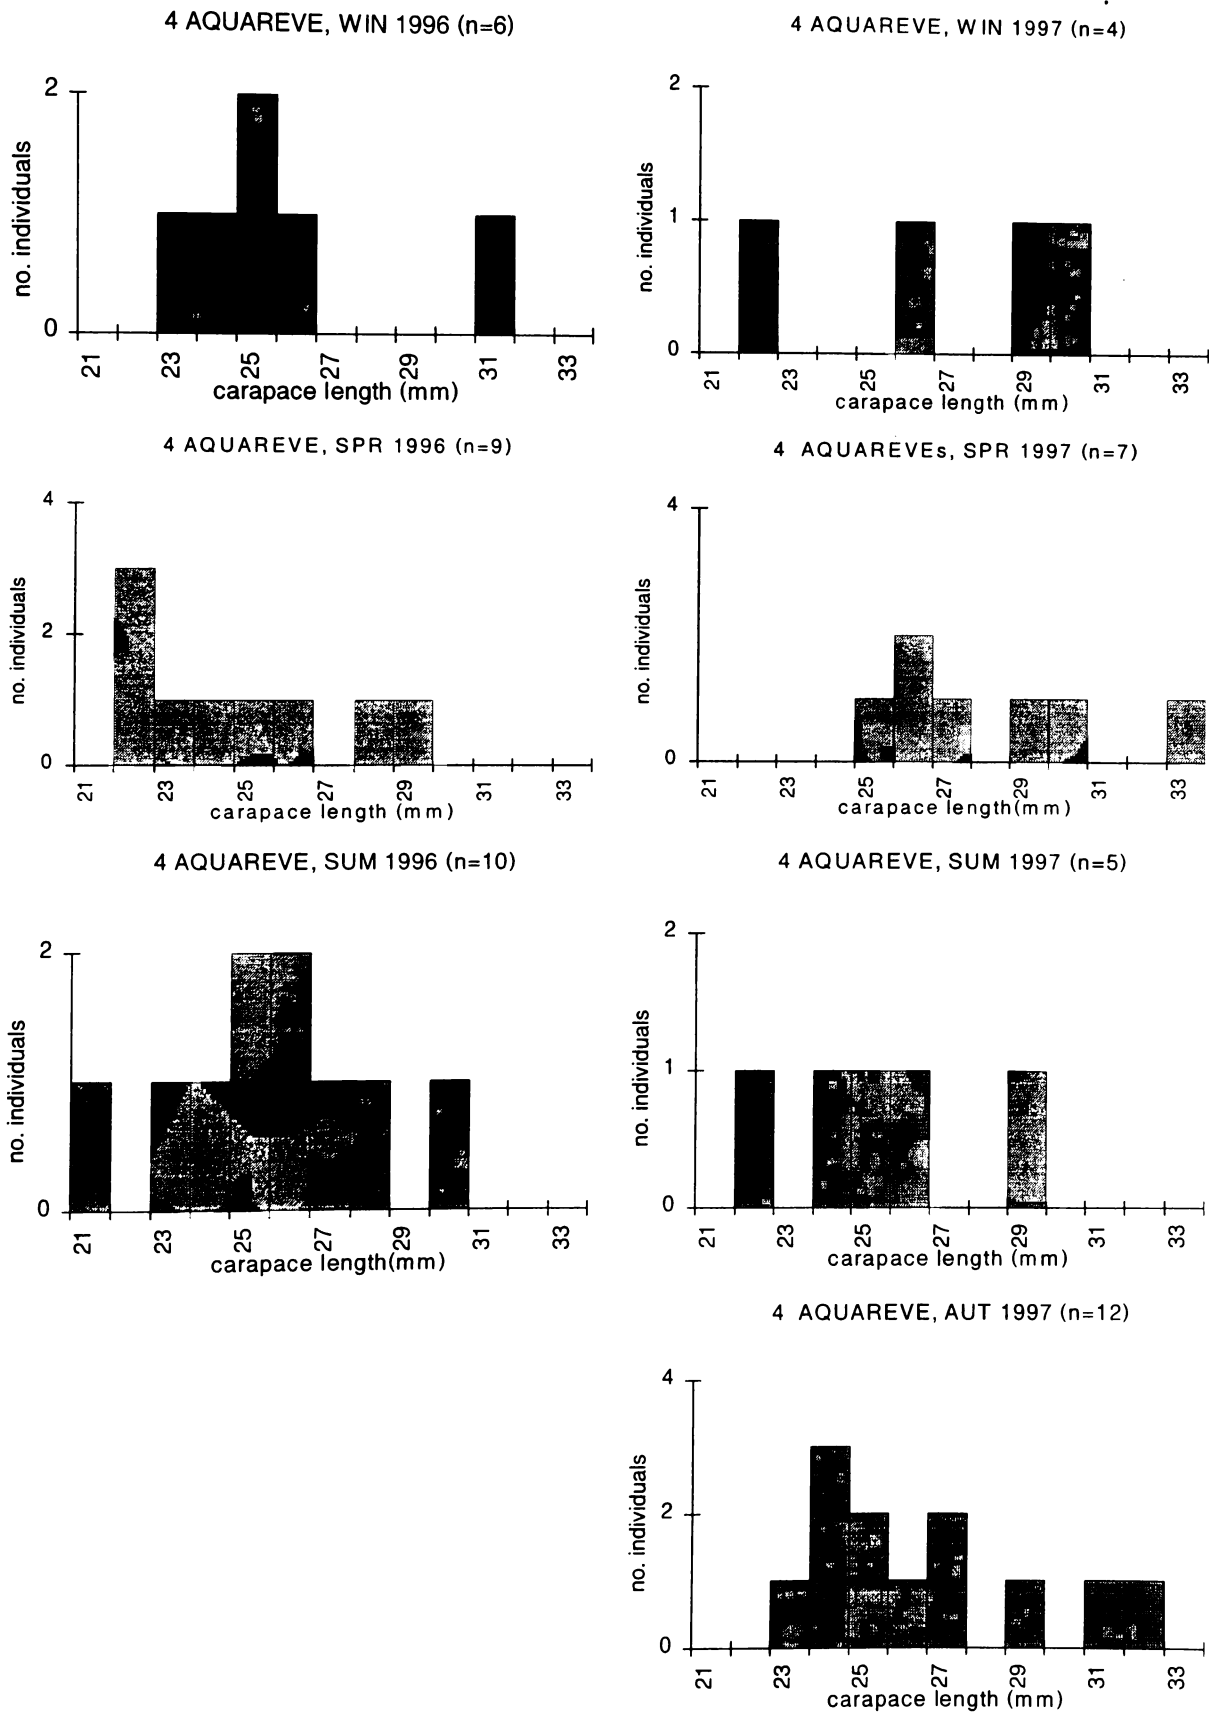 4 AQUAREVE, WIN 1996 (n=6)
2
1
0
no. individuals
21 23 25 27 29 31 33
carapace length (mm)
4 AQUAREVE, WIN 1997 (n=4)
2
1
0
no. individuals
21 23 25 27 29 31 33
carapace length (mm)
4 AQUAREVE, SPR 1996 (n=9)
4
2
0
no. individuals
21 23 25 27 29 31 33
carapace length (mm)
4 AQUAREVEs, SPR 1997 (n=7)
4
2
0
no. individuals
21 23 25 27 29 31 33
carapace length(mm)
4 AQUAREVE, SUM 1996 (n=10)
2
1
0
no. individuals
21 23 25 27 29 31 33
carapace length(mm)
4 AQUAREVE, SUM 1997 (n=5)
2
1
0
no. individuals
21 23 25 27 29 31 33
carapace length (mm)
4 AQUAREVE, AUT 1997 (n=12)
4
2
0
no. individuals
21 23 25 27 29 31 33
carapace length (mm)